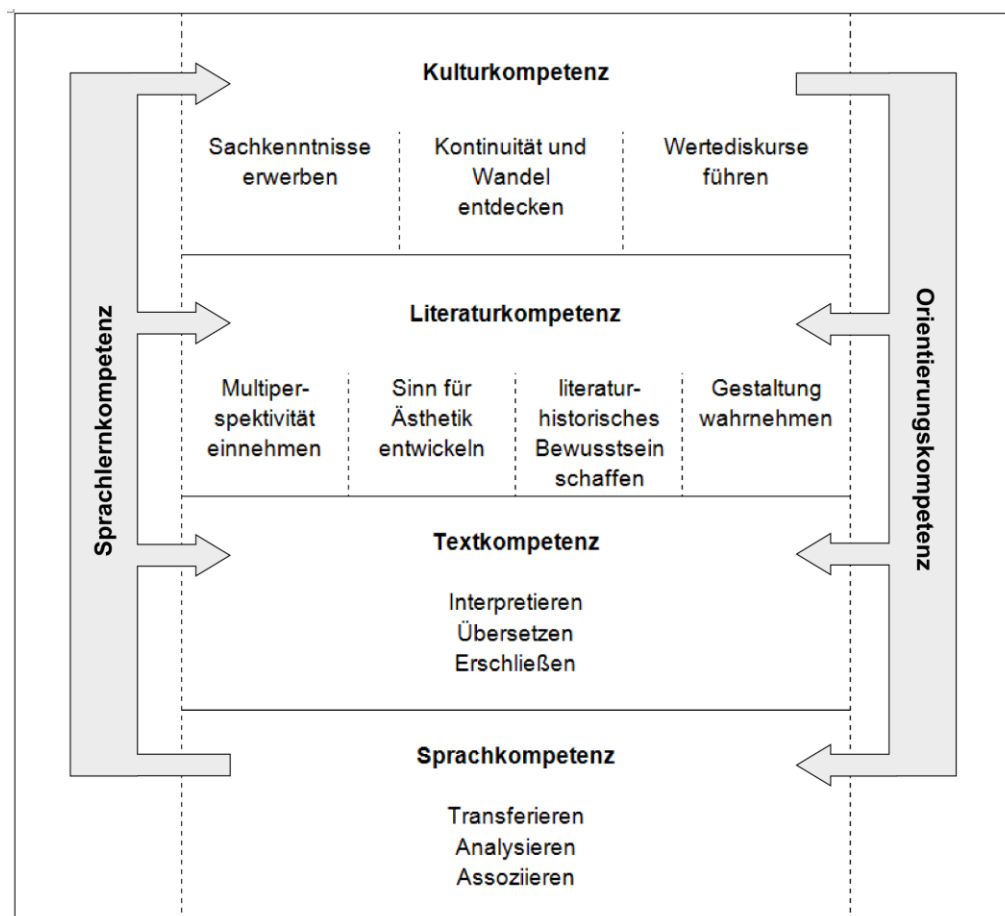 Kulturkompetenz
Sachkenntnisse
erwerben
Kontinuität und
Wandel
entdecken
Wertediskurse
führen
Sprachlernkompetenz
Orientierungskompetenz
Literaturkompetenz
Multiper-
spektivität
einnehmen
Sinn für
Ästhetik
entwickeln
literatur-
historisches
Bewusstsein
schaffen
Gestaltung
wahrnehmen
Textkompetenz
Interpretieren
Übersetzen
Erschließen
Sprachkompetenz
Transferieren
Analysieren
Assoziieren